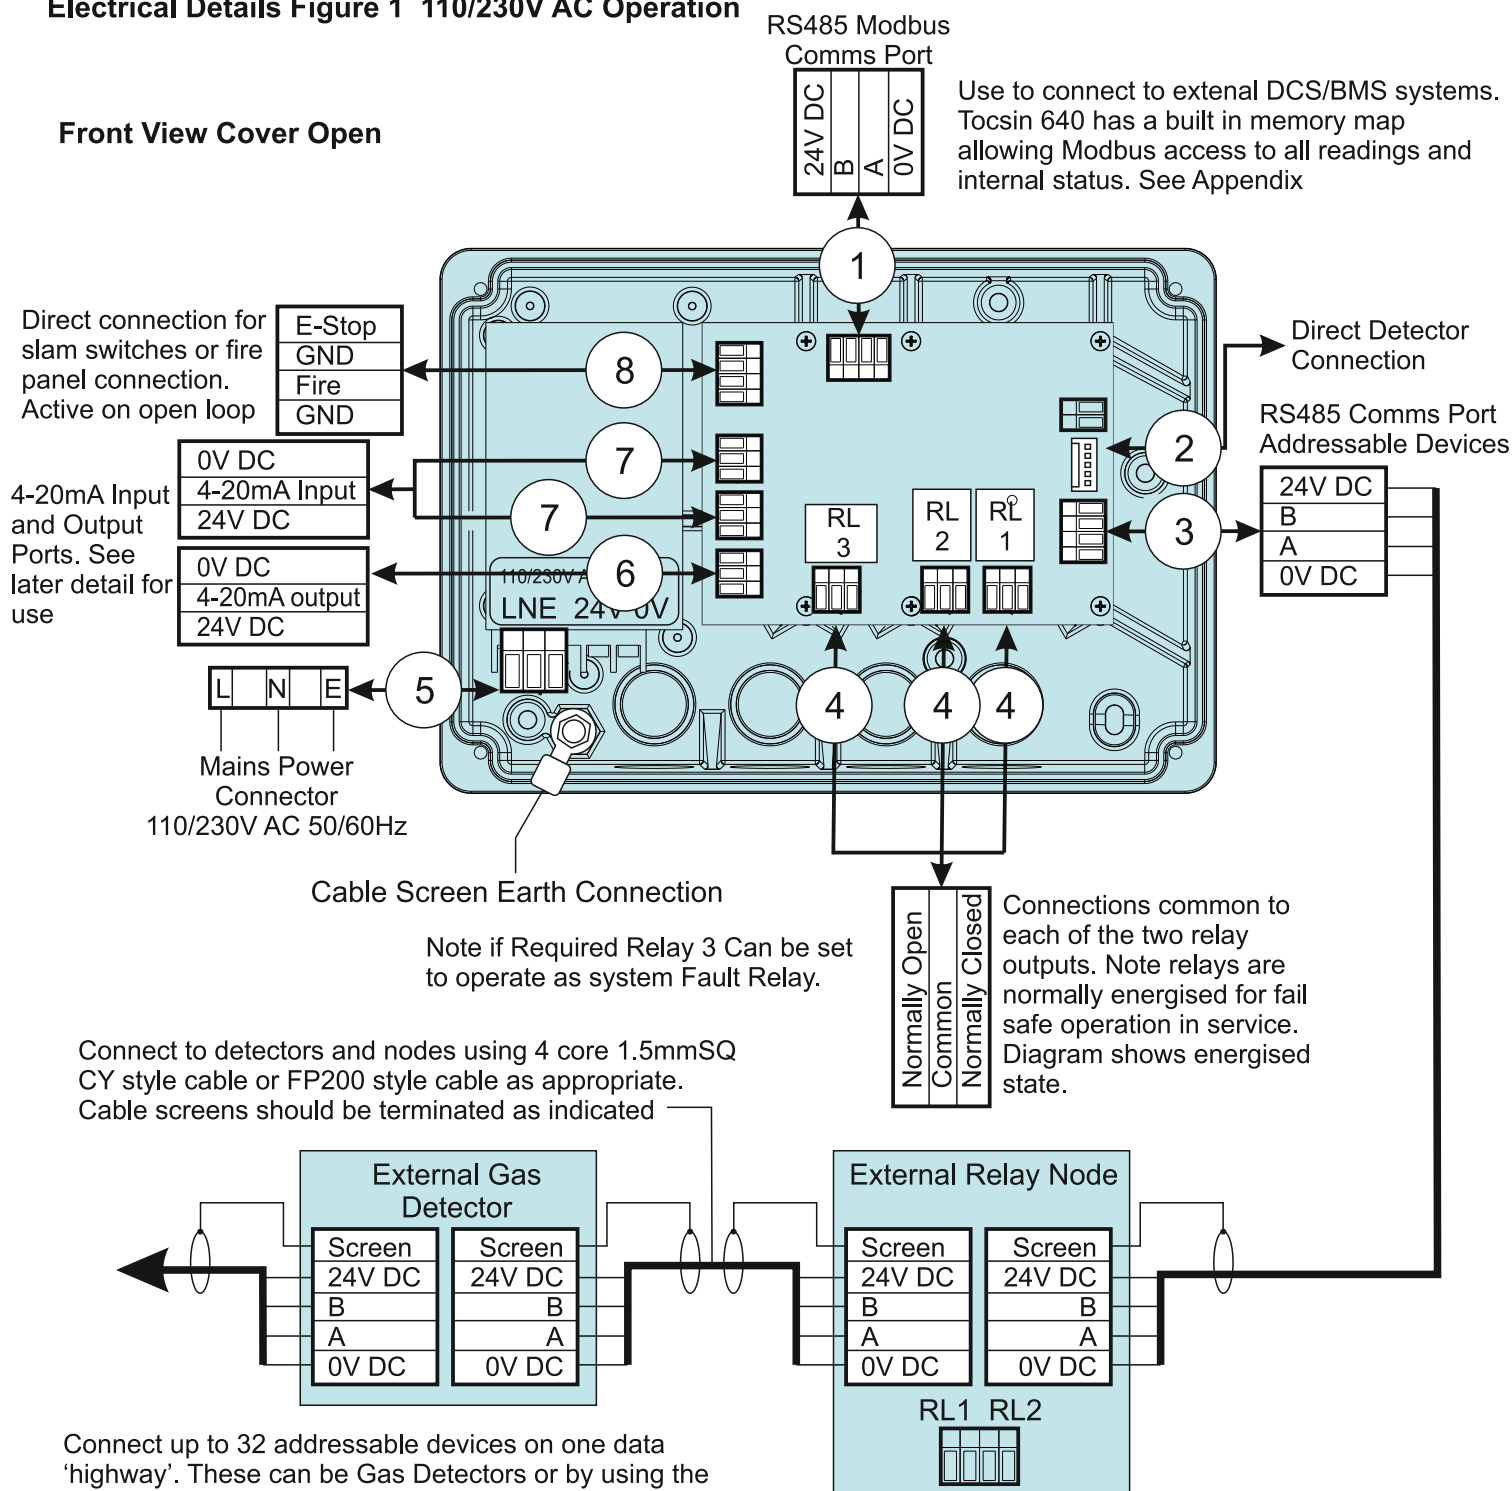 Electrical Details Figure 1 110/230V AC Operation
RS485 Modbus
Comms Port
24V DC
B
A
0V DC
Use to connect to extenal DCS/BMS systems.
Tocsin 640 has a built in memory map
allowing Modbus access to all readings and
internal status. See Appendix
Front View Cover Open
1
Direct connection for
slam switches or fire
panel connection.
Active on open loop
E-Stop
GND
Fire
GND
8
Direct Detector
Connection
2
RS485 Comms Port
Addressable Devices
24V DC
B
A
0V DC
3
4-20mA Input
and Output
Ports. See
later detail for
use
0V DC
4-20mA Input
24V DC
7
7
0V DC
4-20mA output
24V DC
6
RL
3
RL
2
RL
1
110/230V A
LNE 24V 0V
L N E
5
4
4
4
Mains Power
Connector
110/230V AC 50/60Hz
Cable Screen Earth Connection
Note if Required Relay 3 Can be set
to operate as system Fault Relay.
Normally Open
Common
Normally Closed
Connections common to
each of the two relay
outputs. Note relays are
normally energised for fail
safe operation in service.
Diagram shows energised
state.
Connect to detectors and nodes using 4 core 1.5mmSQ
CY style cable or FP200 style cable as appropriate.
Cable screens should be terminated as indicated
External Gas
Detector
Screen
24V DC
B
A
0V DC
Screen
24V DC
B
A
0V DC
External Relay Node
Screen
24V DC
B
A
0V DC
Screen
24V DC
B
A
0V DC
RL1 RL2
Connect up to 32 addressable devices on one data
‘highway’. These can be Gas Detectors or by using the